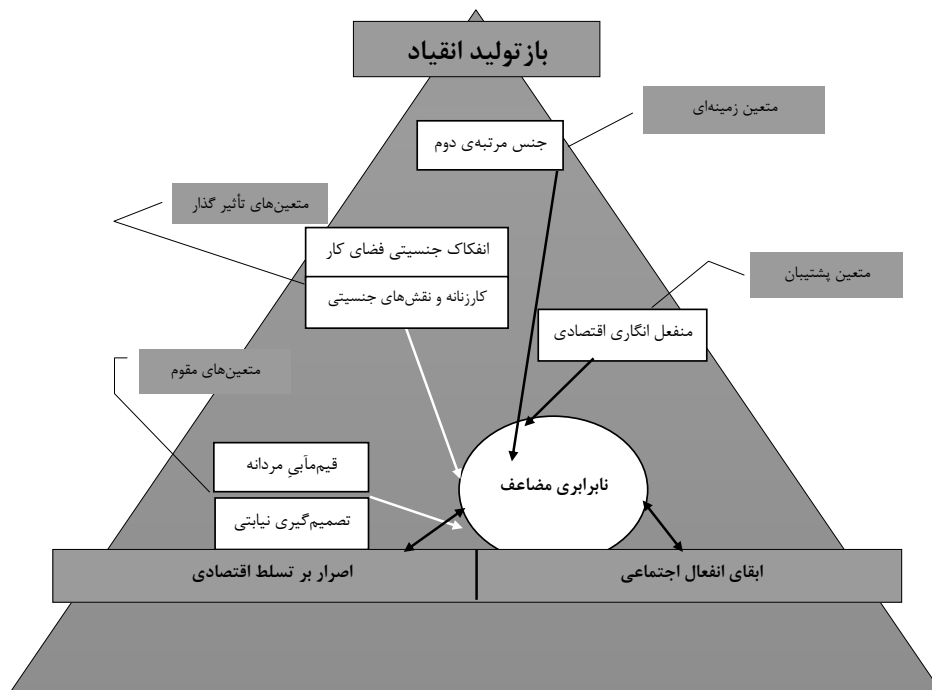 بازتولید انقیاد
متعین زمینه‌ای
جنس مرتبه‌ی دوم
متعین‌های تأثیر گذار
انفکاک جنسیتی فضای کار
کارزنانه و نقش‌های جنسیتی
متعین پشتیبان
منفعل انگاری اقتصادی
متعین‌های مقوم
قیم‌مآبیِ مردانه
تصمیم‌گیری نیابتی
نابرابری مضاعف
ابقای انفعال اجتماعی
اصرار بر تسلط اقتصادی